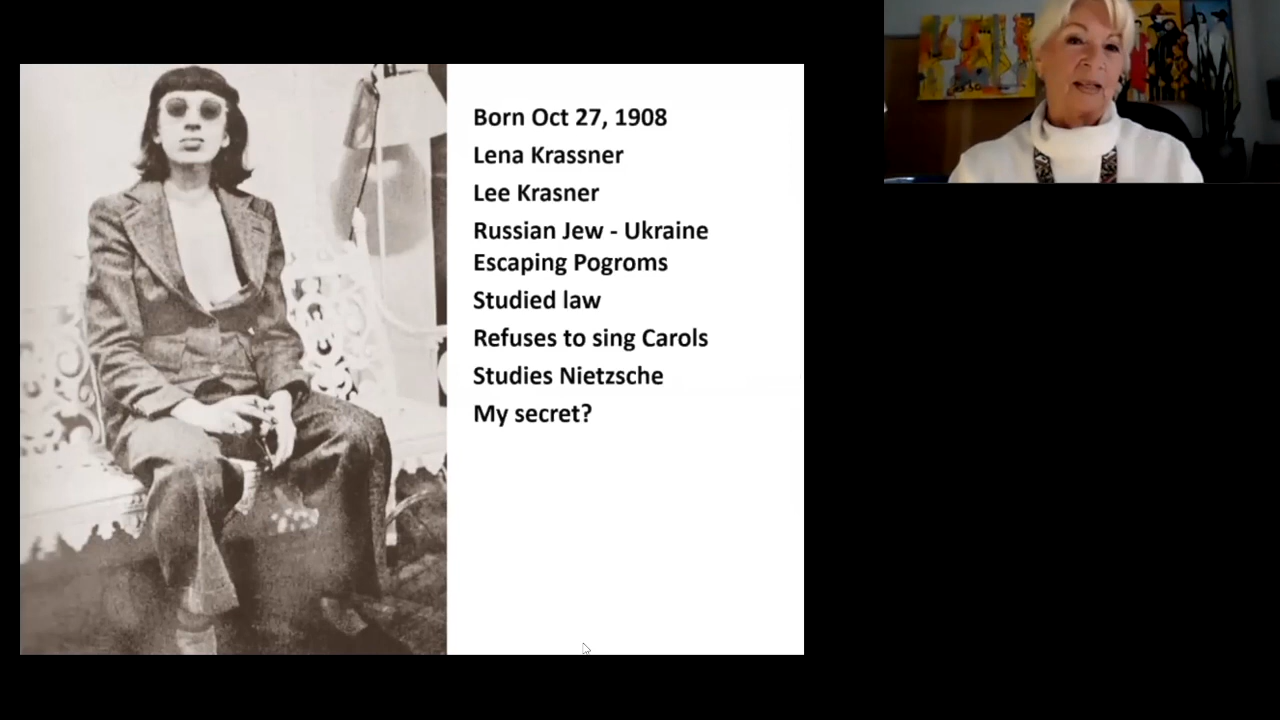 Born Oct 27, 1908
Lena Krassner
Lee Krasner
Russian Jew - Ukraine
Escaping Pogroms
Studied law
Refuses to sing Carols
Studies Nietzsche
My secret?